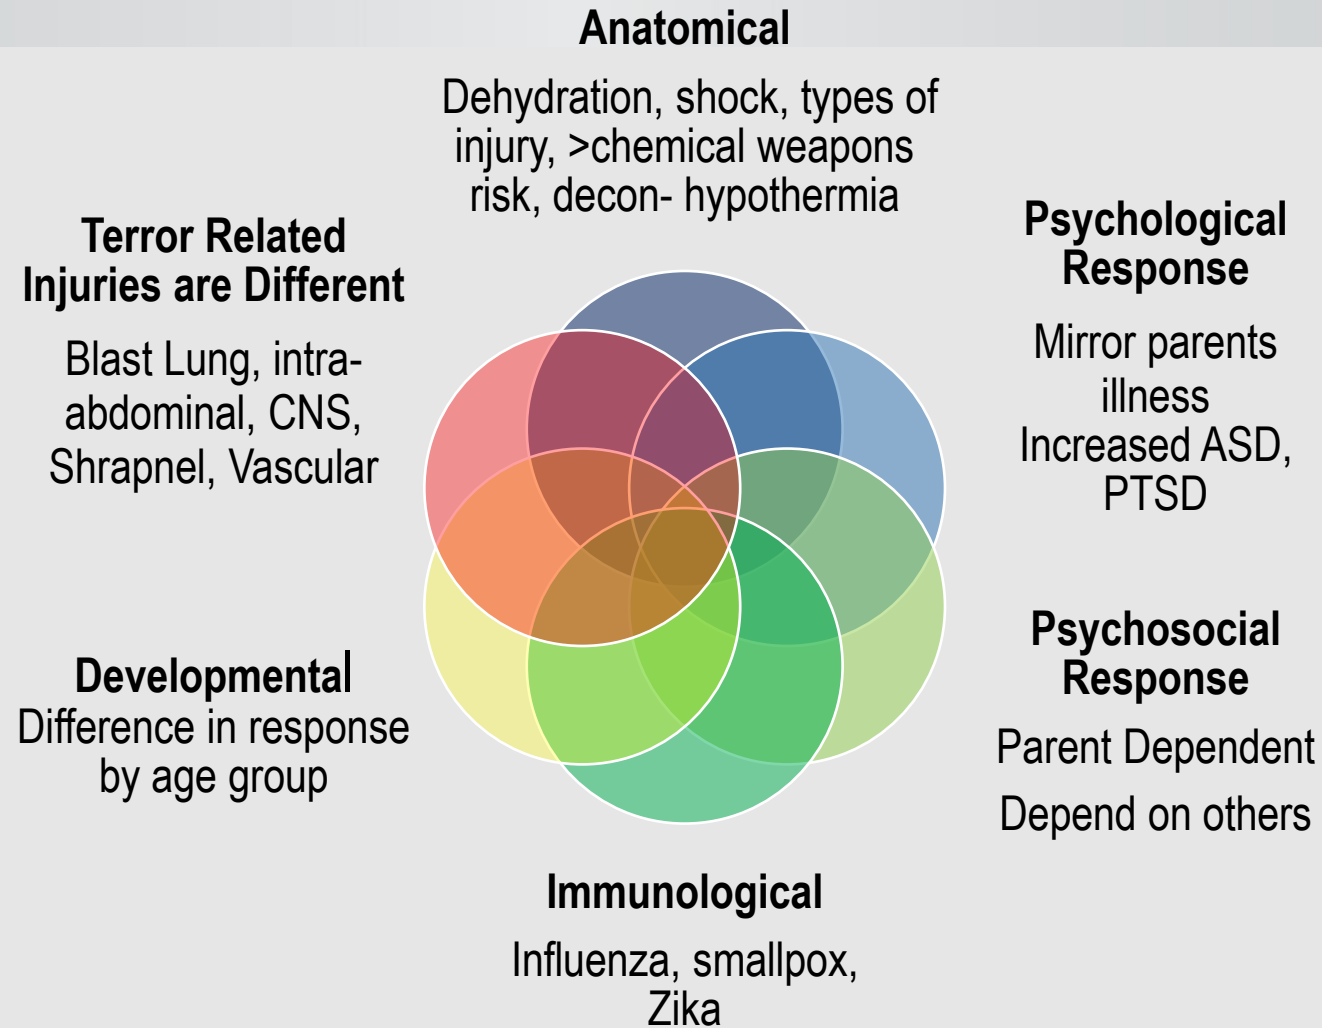 Anatomical
Dehydration, shock, types of
injury, >chemical weapons
risk, decon- hypothermia
Psychological
Response
Mirror parents
illness
Increased ASD,
PTSD
Psychosocial
Response
Parent Dependent
Depend on others
Immunological
Influenza, smallpox,
Zika
Developmental
Difference in response
by age group
Terror Related
Injuries are Different
Blast Lung, intra-
abdominal, CNS,
Shrapnel, Vascular